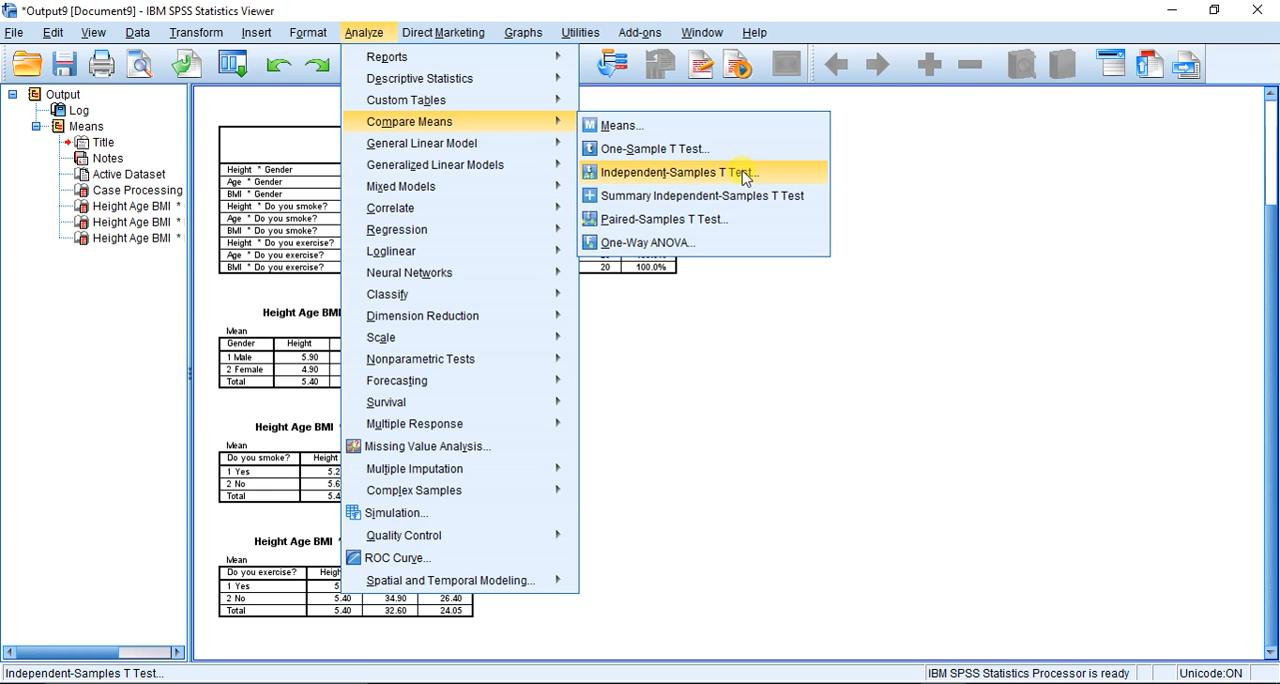 *Output9 [Document9] - IBM SPSS Statistics Viewer
File Edit View Data Transform Insert Format Analyze Direct Marketing Graphs Utilities Add-ons Window Help
Output
Log
Means
Title
Notes
Active Dataset
Case Processing
Height Age BMI *
Height Age BMI *
Height Age BMI *
Reports
Descriptive Statistics
Custom Tables
Compare Means
General Linear Model
Generalized Linear Models
Mixed Models
Correlate
Regression
Loglinear
Neural Networks
Classify
Dimension Reduction
Scale
Nonparametric Tests
Forecasting
Survival
Multiple Response
Missing Value Analysis...
Multiple Imputation
Complex Samples
Simulation...
Quality Control
ROC Curve...
Spatial and Temporal Modeling...
Means...
One-Sample T Test...
Independent-Samples T Test...
Summary Independent-Samples T Test
Paired-Samples T Test...
One-Way ANOVA...
Height * Gender
Age * Gender
BMI * Gender
Height * Do you smoke?
Age * Do you smoke?
BMI * Do you smoke?
Height * Do you exercise?
Age * Do you exercise?
BMI * Do you exercise? 20 100.0%
Height Age BMI
Mean
Gender Height
1 Male 5.90
2 Female 4.90
Total 5.40
Height Age BMI
Mean
Do you smoke? Height
1 Yes 5.2
2 No 5.6
Total 5.4
Height Age BMI
Mean
Do you exercise? Heigh
1 Yes 5
2 No 5.40 34.90 26.40
Total 5.40 32.60 24.05
Independent-Samples T Test...
IBM SPSS Statistics Processor is ready
Unicode:ON